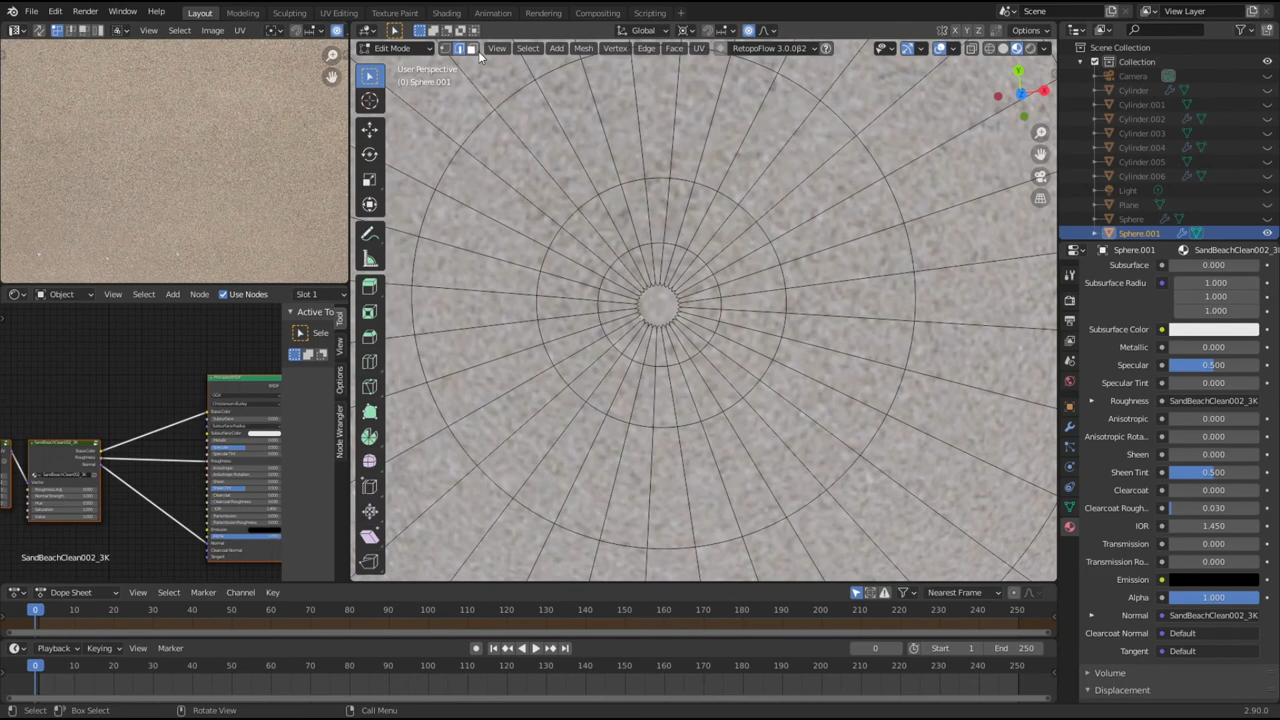 File Edit Render Window Help Layout Modeling Sculpting UV Editing Texture Paint Shading Animation Rendering Compositing Scripting + Scene View Layer
View Select Image UV Global Options
Edit Mode View Select Add Mesh Vertex Edge Face UV RetopoFlow 3.0.0β2
User Perspective
(0) Sphere.001
Y
X
Z
Scene Collection
Collection
Camera
Cylinder
Cylinder.001
Cylinder.002
Cylinder.003
Cylinder.004
Cylinder.005
Cylinder.006
Light
Plane
Sphere
Sphere.001
Sphere.001 SandBeachClean002_3K
Subsurface 0.000
Subsurface Radiu 1.000
1.000
1.000
Subsurface Color
Metallic 0.000
Specular 0.500
Specular Tint 0.000
Roughness SandBeachClean002_3K
Anisotropic 0.000
Anisotropic Rota.. 0.000
Sheen 0.000
Sheen Tint 0.500
Clearcoat 0.000
Clearcoat Rough.. 0.030
IOR 1.450
Transmission 0.000
Transmission Ro.. 0.000
Emission
Alpha 1.000
Normal SandBeachClean002_3K
Clearcoat Normal Default
Tangent Default
Volume
Displacement
Object View Select Add Node Use Nodes Slot 1
Active To
Sele
Tool
View
Options
Node Wrangler
SandBeachClean002_3K
Dope Sheet View Select Marker Channel Key Nearest Frame
0 10 20 30 40 50 60 70 80 90 100 110 120 130 140 150 160 170 180 190 200 210 220 230 240 250
Playback Keying View Marker 0 Start 1 End 250
0 10 20 30 40 50 60 70 80 90 100 110 120 130 140 150 160 170 180 190 200 210 220 230 240 250
Select Box Select Rotate View Call Menu 2.90.0